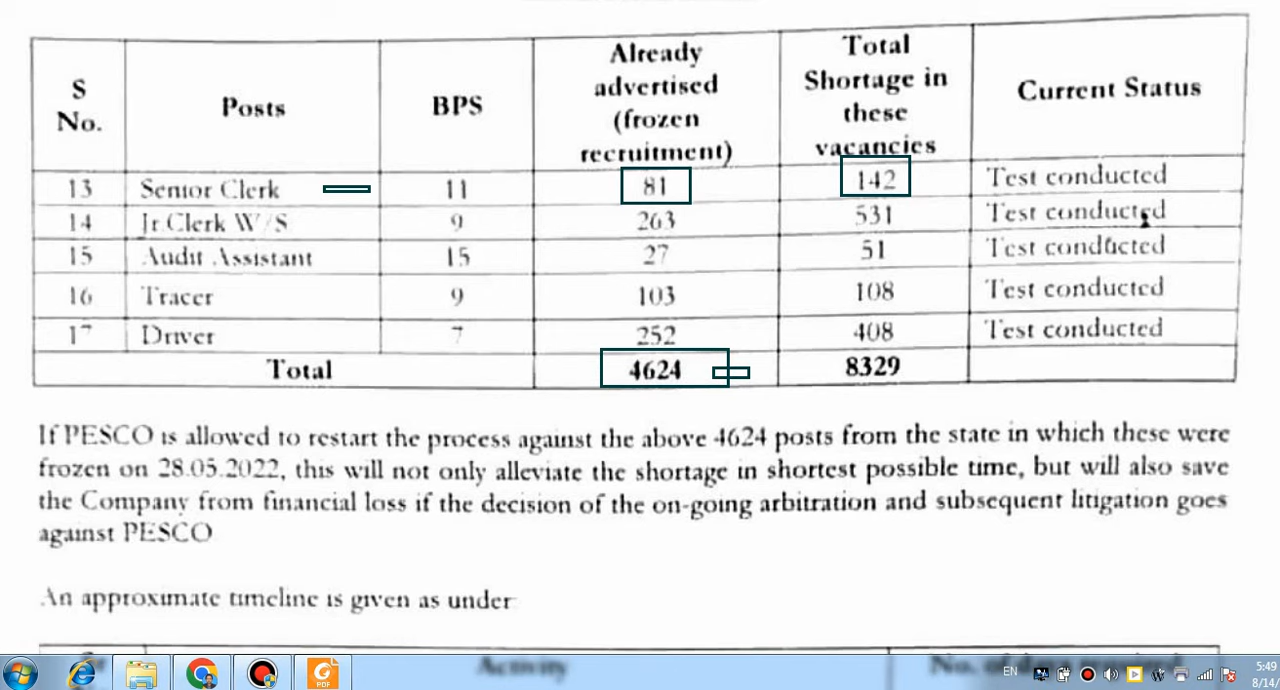 S No. Posts BPS Already advertised (frozen recruitment) Total Shortage in these vacancies Current Status
13 Senior Clerk 11 81 142 Test conducted
14 Jr.Clerk W/S 9 263 531 Test conducted
15 Audit Assistant 15 27 51 Test conducted
16 Tracer 9 103 108 Test conducted
17 Driver 7 252 408 Test conducted
Total 4624 8329
If PESCO is allowed to restart the process against the above 4624 posts from the state in which these were
frozen on 28.05.2022, this will not only alleviate the shortage in shortest possible time, but will also save
the Company from financial loss if the decision of the on-going arbitration and subsequent litigation goes
against PESCO
An approximate timeline is given as under
Activity No. of
EN 5:49
8/14/
PDF